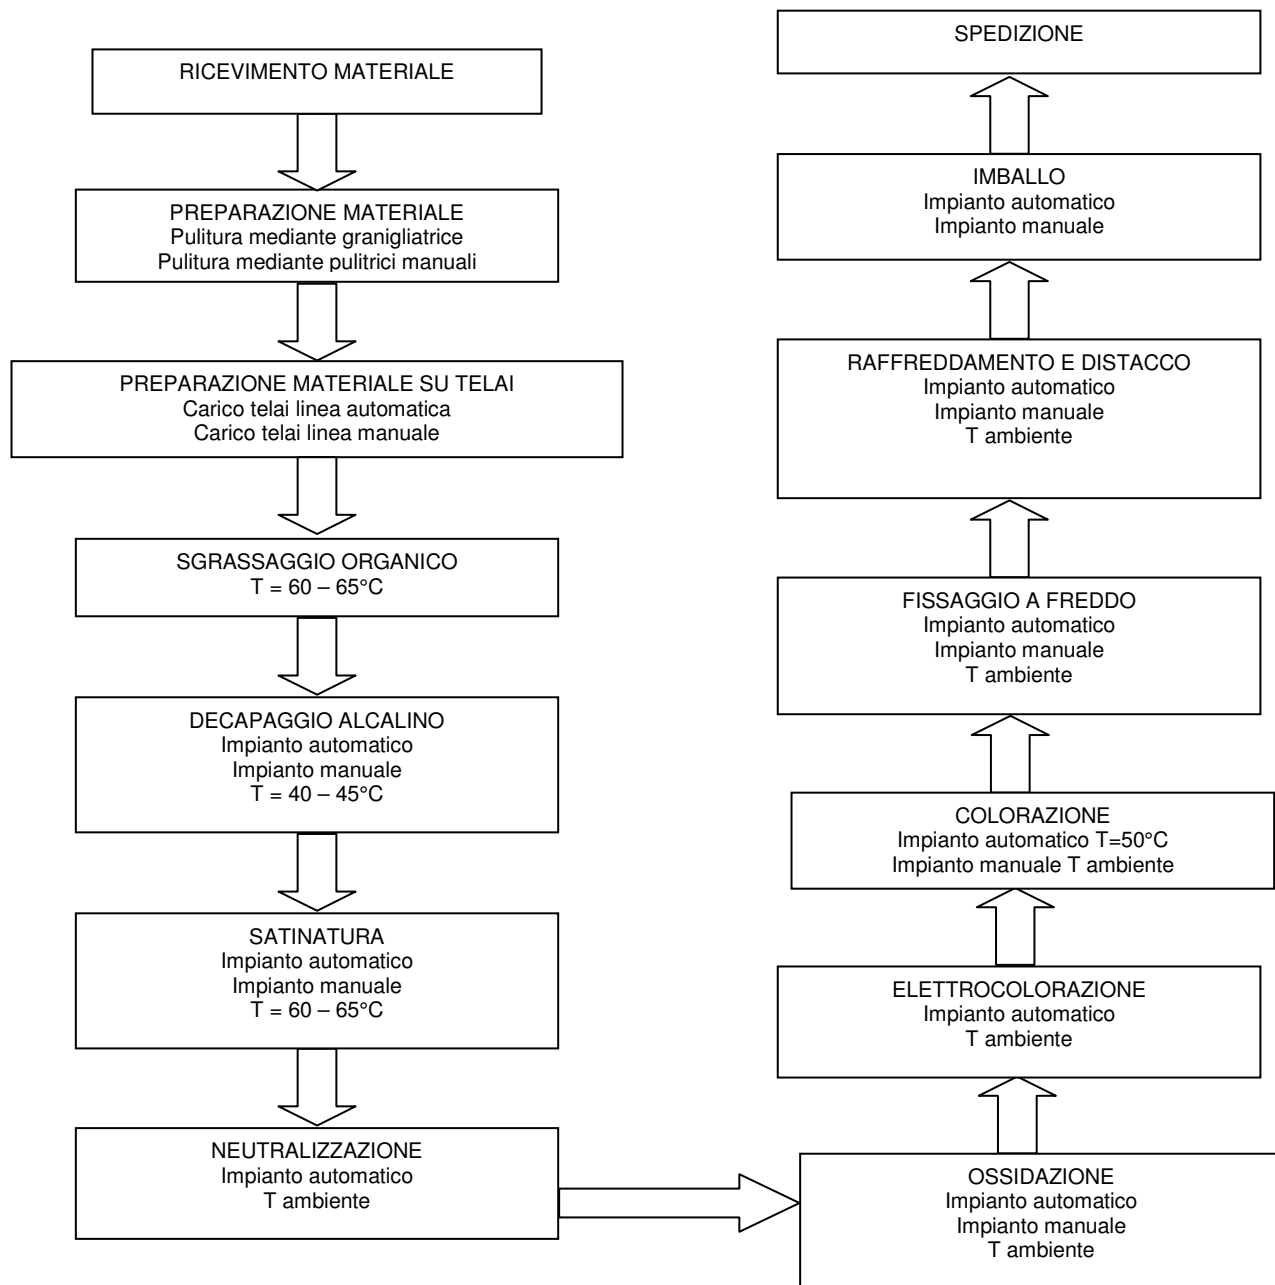 RICEVIMENTO MATERIALE
PREPARAZIONE MATERIALE
Pulitura mediante granigliatrice
Pulitura mediante pulitrici manuali
PREPARAZIONE MATERIALE SU TELAI
Carico telai linea automatica
Carico telai linea manuale
SGRASSAGGIO ORGANICO
T = 60 – 65°C
DECAPAGGIO ALCALINO
Impianto automatico
Impianto manuale
T = 40 – 45°C
SATINATURA
Impianto automatico
Impianto manuale
T = 60 – 65°C
NEUTRALIZZAZIONE
Impianto automatico
T ambiente
OSSIDAZIONE
Impianto automatico
Impianto manuale
T ambiente
ELETTROCOLORAZIONE
Impianto automatico
T ambiente
COLORAZIONE
Impianto automatico T=50°C
Impianto manuale T ambiente
FISSAGGIO A FREDDO
Impianto automatico
Impianto manuale
T ambiente
RAFFREDDAMENTO E DISTACCO
Impianto automatico
Impianto manuale
T ambiente
IMBALLO
Impianto automatico
Impianto manuale
SPEDIZIONE